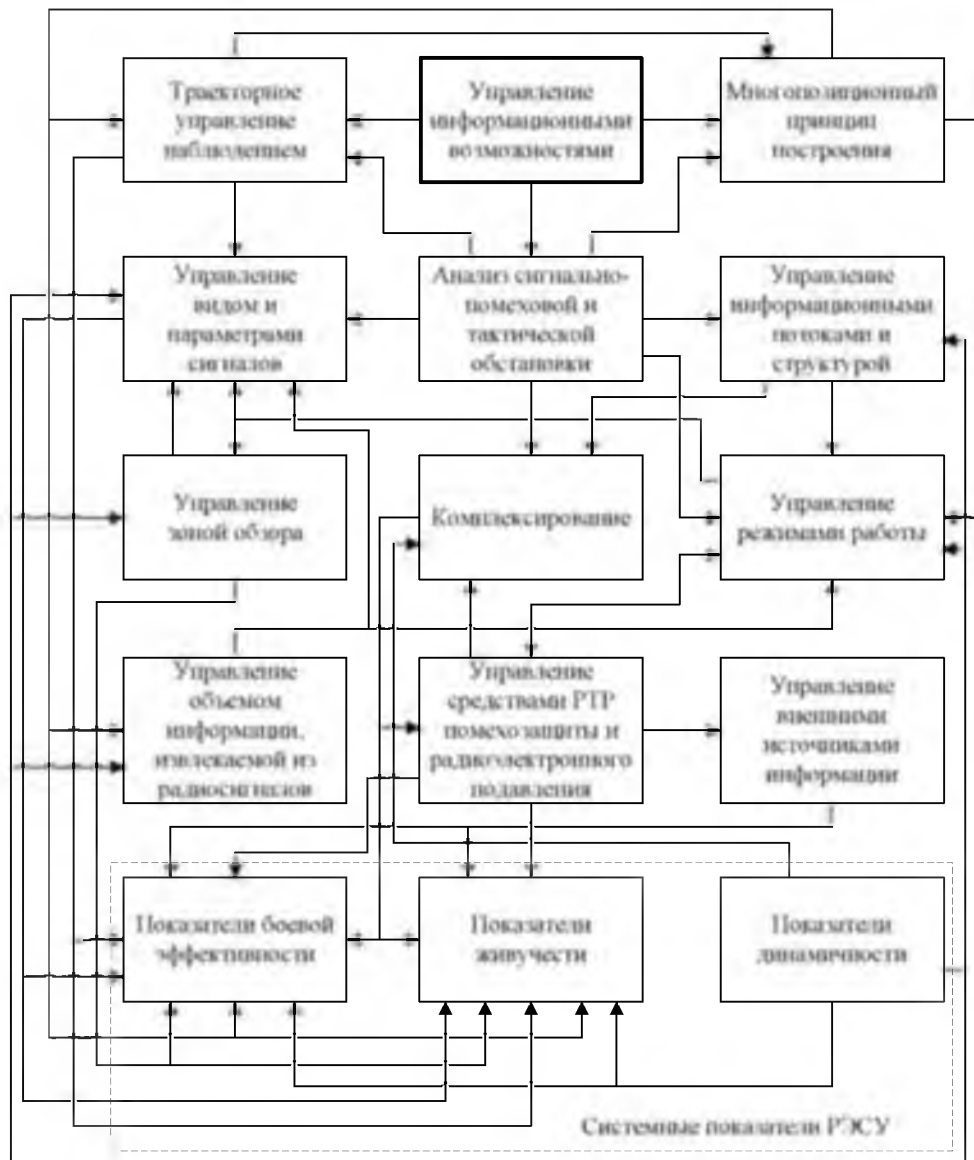 Траекторное
управление
наблюдением
Управление
информационными
возможностями
Многопозиционный
принцип
построения
Управление
видом и
параметрами
сигналов
Анализ сигнально-
помеховой и
тактической
обстановки
Управление
информационными
потоками и
структурой
Управление
зоной обзора
Комплексирование
Управление
режимами работы
Управление
объемом
информации,
извлекаемой из
радиосигналов
Управление
средствами РТР
помехозащиты и
радиоэлектронного
подавления
Управление
внешними
источниками
информации
Показатели боевой
эффективности
Показатели
живучести
Показатели
динамичности
Системные показатели РЭСУ